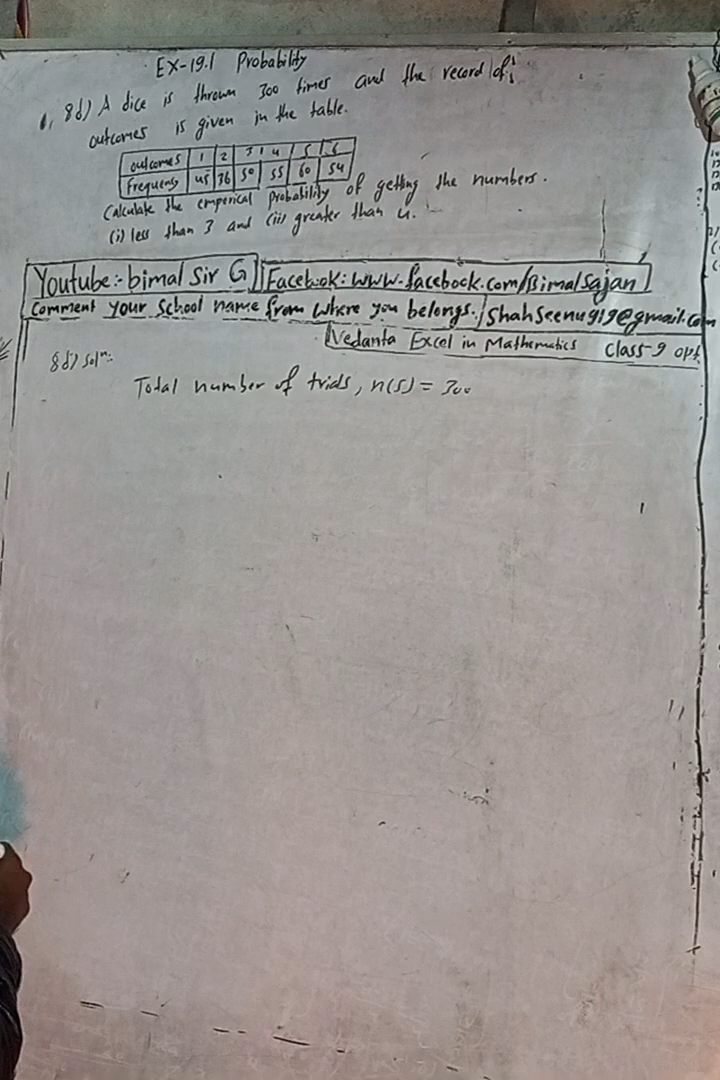 EX-19.1 Probability
1, 8d) A dice is thrown 300 times and the record of
outcomes is given in the table.
outcomes 1 2 3 4 5 6
frequency 45 36 50 55 60 54
Calculate the emperical probability of getting the numbers.
(i) less than 3 and (ii) greater than 4.
Youtube:- bimal Sir G Facebook: www.facebook.com/Bimalsajan
Comment your School name from where you belongs. shahseenu919@gmail.com
Vedanta Excel in Mathematics Class-9 opt
8d) Solⁿ:
Total number of trials, n(S) = 300